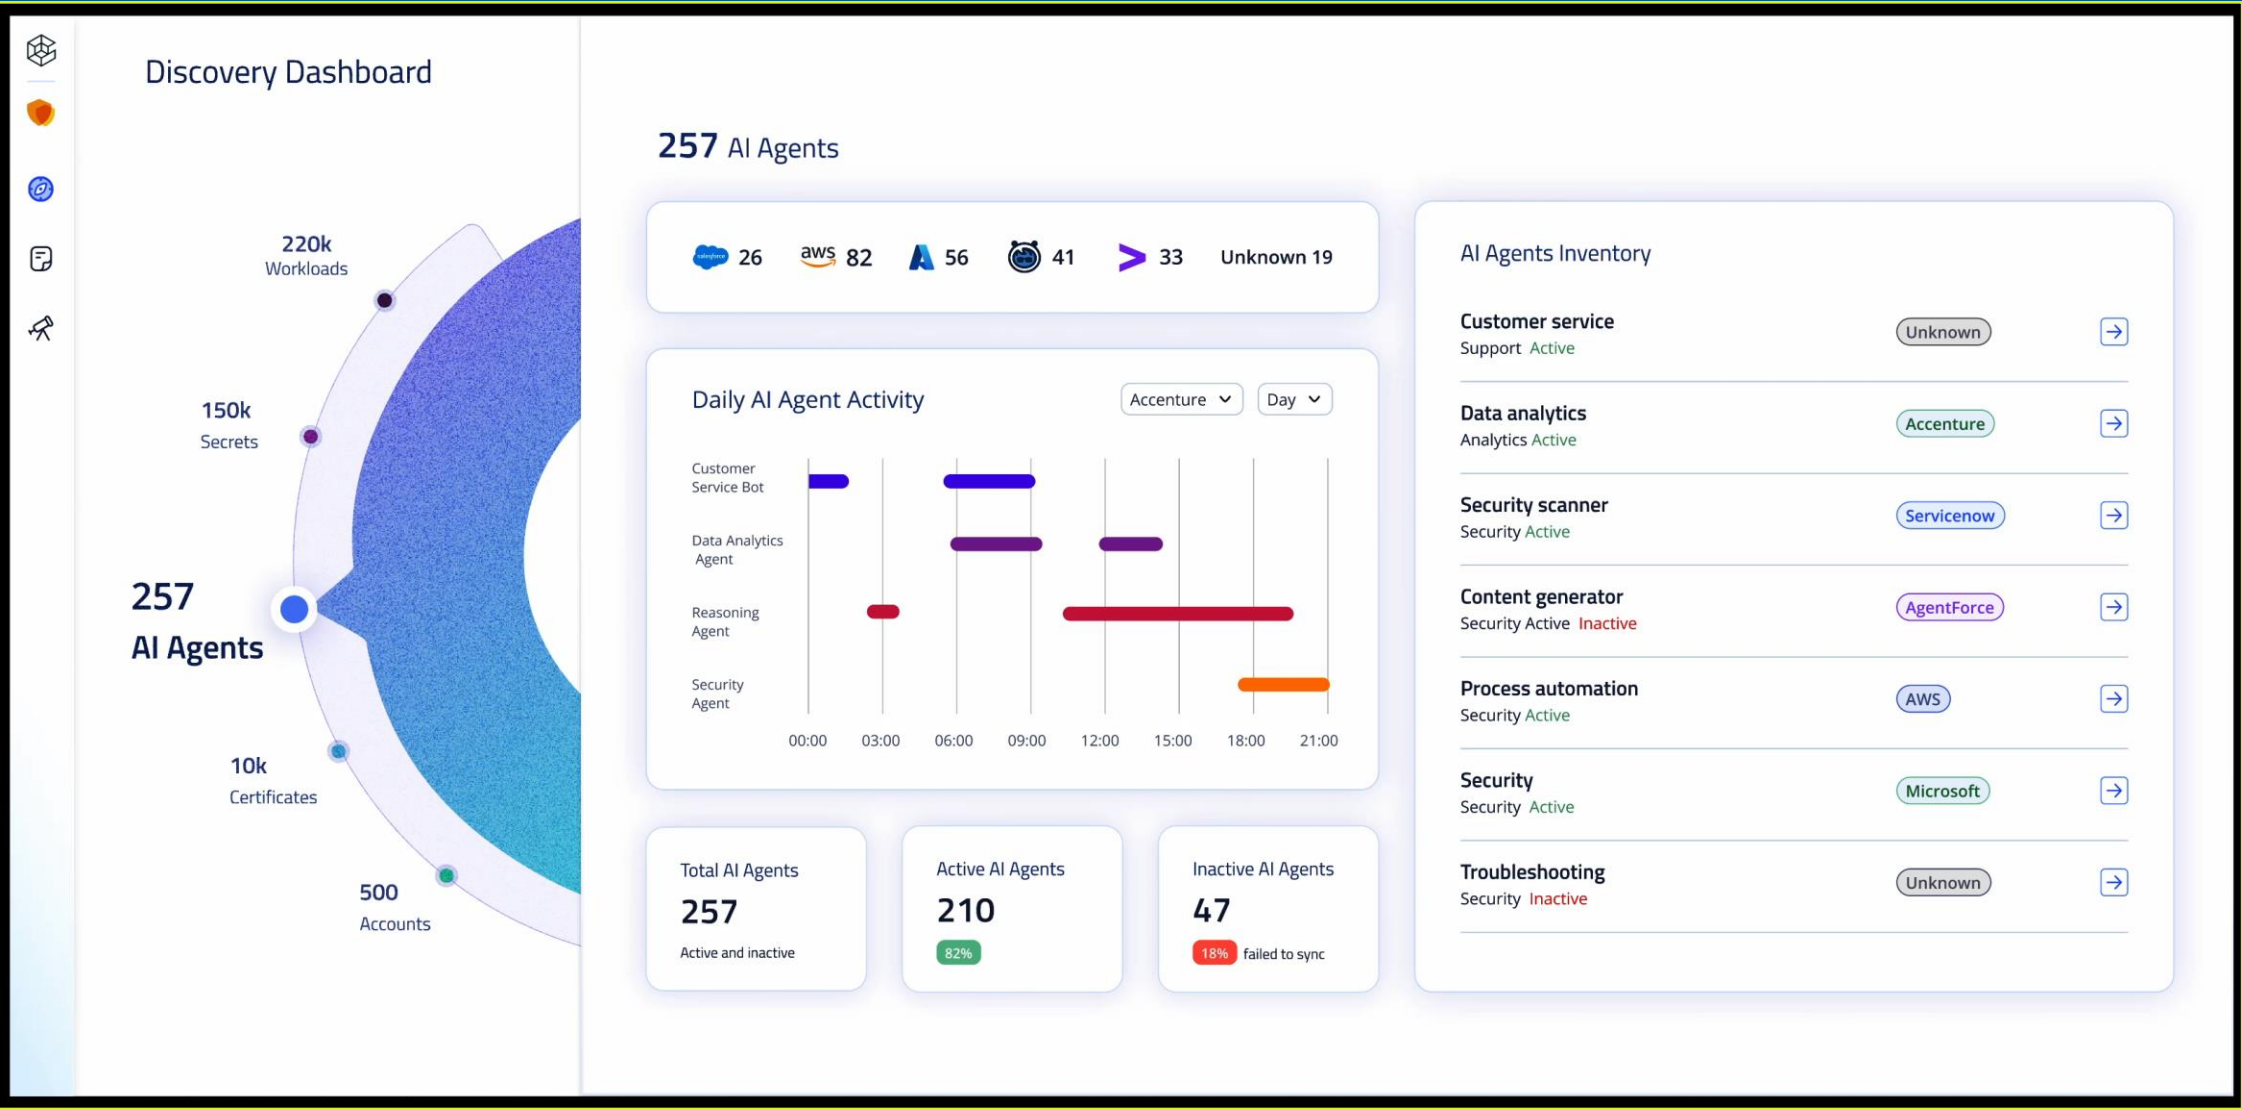 Discovery Dashboard
220k
Workloads
150k
Secrets
257
AI Agents
10k
Certificates
500
Accounts
257 AI Agents
salesforce 26 aws 82 56 41 33 Unknown 19
Daily AI Agent Activity Accenture Day
Customer
Service Bot
Data Analytics
Agent
Reasoning
Agent
Security
Agent
00:00 03:00 06:00 09:00 12:00 15:00 18:00 21:00
Total AI Agents
257
Active and inactive
Active AI Agents
210
82%
Inactive AI Agents
47
18% failed to sync
AI Agents Inventory
Customer service
Support Active
Unknown
Data analytics
Analytics Active
Accenture
Security scanner
Security Active
Servicenow
Content generator
Security Active Inactive
AgentForce
Process automation
Security Active
AWS
Security
Security Active
Microsoft
Troubleshooting
Security Inactive
Unknown